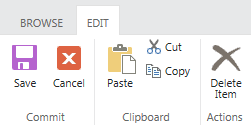 BROWSE EDIT
Save Cancel Paste Cut Copy Delete Item
Commit Clipboard Actions